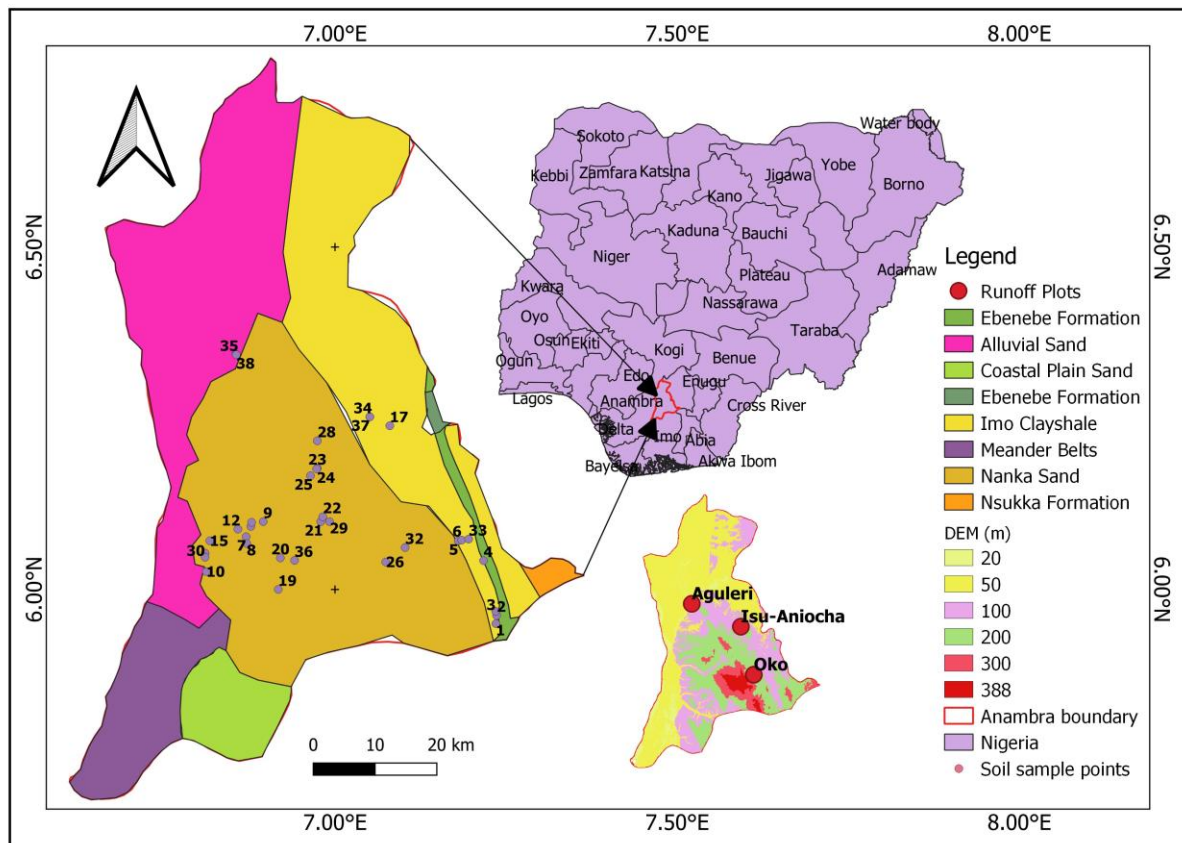 7.00°E 7.50°E 8.00°E
6.50°N
6.00°N
6.50°N
6.00°N
Water body
Sokoto
Kebbi
Zamfara
Katsina
Kano
Jigawa
Yobe
Borno
Kaduna
Bauchi
Niger
Plateau
Adamaw
Kwara
Nassarawa
Oyo
Taraba
Osun
Ekiti
Kogi
Benue
Ogun
Edo
Enugu
Lagos
Anambra
Cross River
Delta
Imo
Abia
Bayelsa
Akwa Ibom
35
38
34
37
17
28
23
25
24
9
22
12
21
29
15
7
8
6
33
5
30
20
36
32
4
10
26
19
32
1
0 10 20 km
Aguleri
Isu-Aniocha
Oko
Legend
Runoff Plots
Ebenebe Formation
Alluvial Sand
Coastal Plain Sand
Ebenebe Formation
Imo Clayshale
Meander Belts
Nanka Sand
Nsukka Formation
DEM (m)
20
50
100
200
300
388
Anambra boundary
Nigeria
Soil sample points
7.00°E 7.50°E 8.00°E